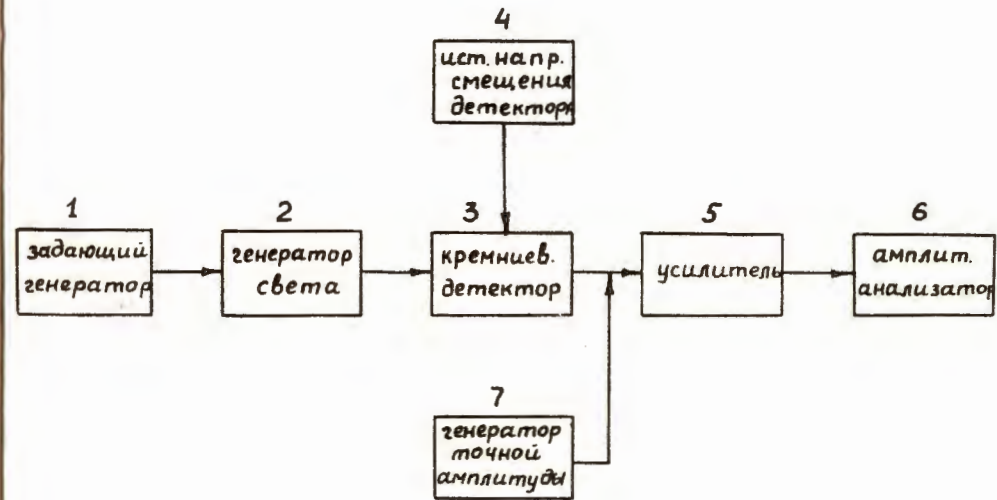 4
ист. напр.
смещения
детектора
1
задающий
генератор
2
генератор
света
3
кремниев.
детектор
5
усилитель
6
амплит.
анализатор
7
генератор
точной
амплитуды